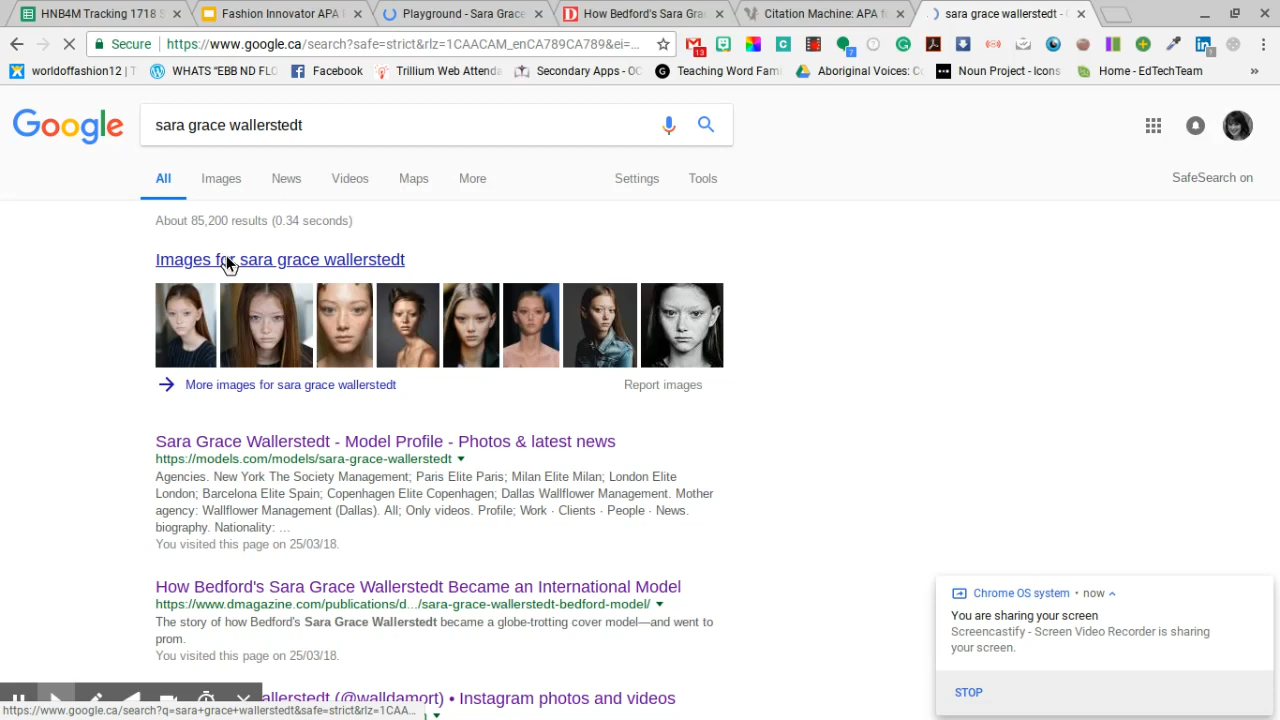 HNB4M Tracking 1718 S
Fashion Innovator APA E
Playground - Sara Grace
How Bedford's Sara Gra
Citation Machine: APA f
sara grace wallerstedt -
Secure
https://www.google.ca/search?safe=strict&rlz=1CAACAM_enCA789CA789&ei=...
13
7
1
worldoffashion12 | T
WHATS "EBB ND FLO
Facebook
Trillium Web Attenda
Secondary Apps - OC
Teaching Word Fami
Aboriginal Voices: Co
Noun Project - Icons
Home - EdTechTeam
»
Google
sara grace wallerstedt
All
Images
News
Videos
Maps
More
Settings
Tools
SafeSearch on
About 85,200 results (0.34 seconds)
Images for sara grace wallerstedt
More images for sara grace wallerstedt
Report images
Sara Grace Wallerstedt - Model Profile - Photos & latest news
https://models.com/models/sara-grace-wallerstedt
Agencies. New York The Society Management; Paris Elite Paris; Milan Elite Milan; London Elite
London; Barcelona Elite Spain; Copenhagen Elite Copenhagen; Dallas Wallflower Management. Mother
agency: Wallflower Management (Dallas). All; Only videos. Profile; Work · Clients · People · News.
biography. Nationality: ...
You visited this page on 25/03/18.
How Bedford's Sara Grace Wallerstedt Became an International Model
https://www.dmagazine.com/publications/d.../sara-grace-wallerstedt-bedford-model/
The story of how Bedford's Sara Grace Wallerstedt became a globe-trotting cover model—and went to
prom.
You visited this page on 25/03/18.
allerstedt (@walldamort) • Instagram photos and videos
https://www.google.ca/search?q=sara+grace+wallerstedt&safe=strict&rlz=1CAA...
Chrome OS system • now
You are sharing your screen
Screencastify - Screen Video Recorder is sharing
your screen.
STOP